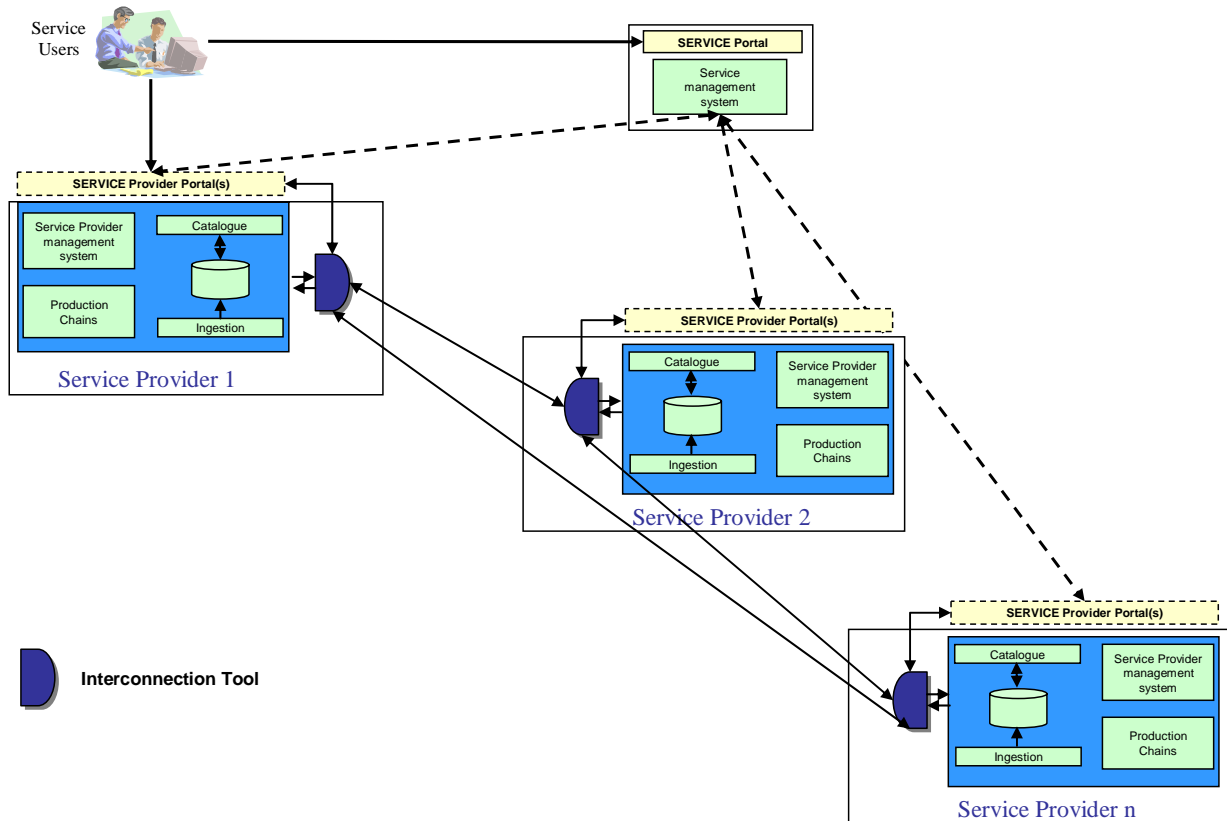 Service
Users
SERVICE Portal
Service
management
system
SERVICE Provider Portal(s)
Service Provider
management
system
Catalogue
Production
Chains
Ingestion
Service Provider 1
SERVICE Provider Portal(s)
Catalogue
Service Provider
management
system
Ingestion
Production
Chains
Service Provider 2
SERVICE Provider Portal(s)
Catalogue
Service Provider
management
system
Ingestion
Production
Chains
Service Provider n
Interconnection Tool